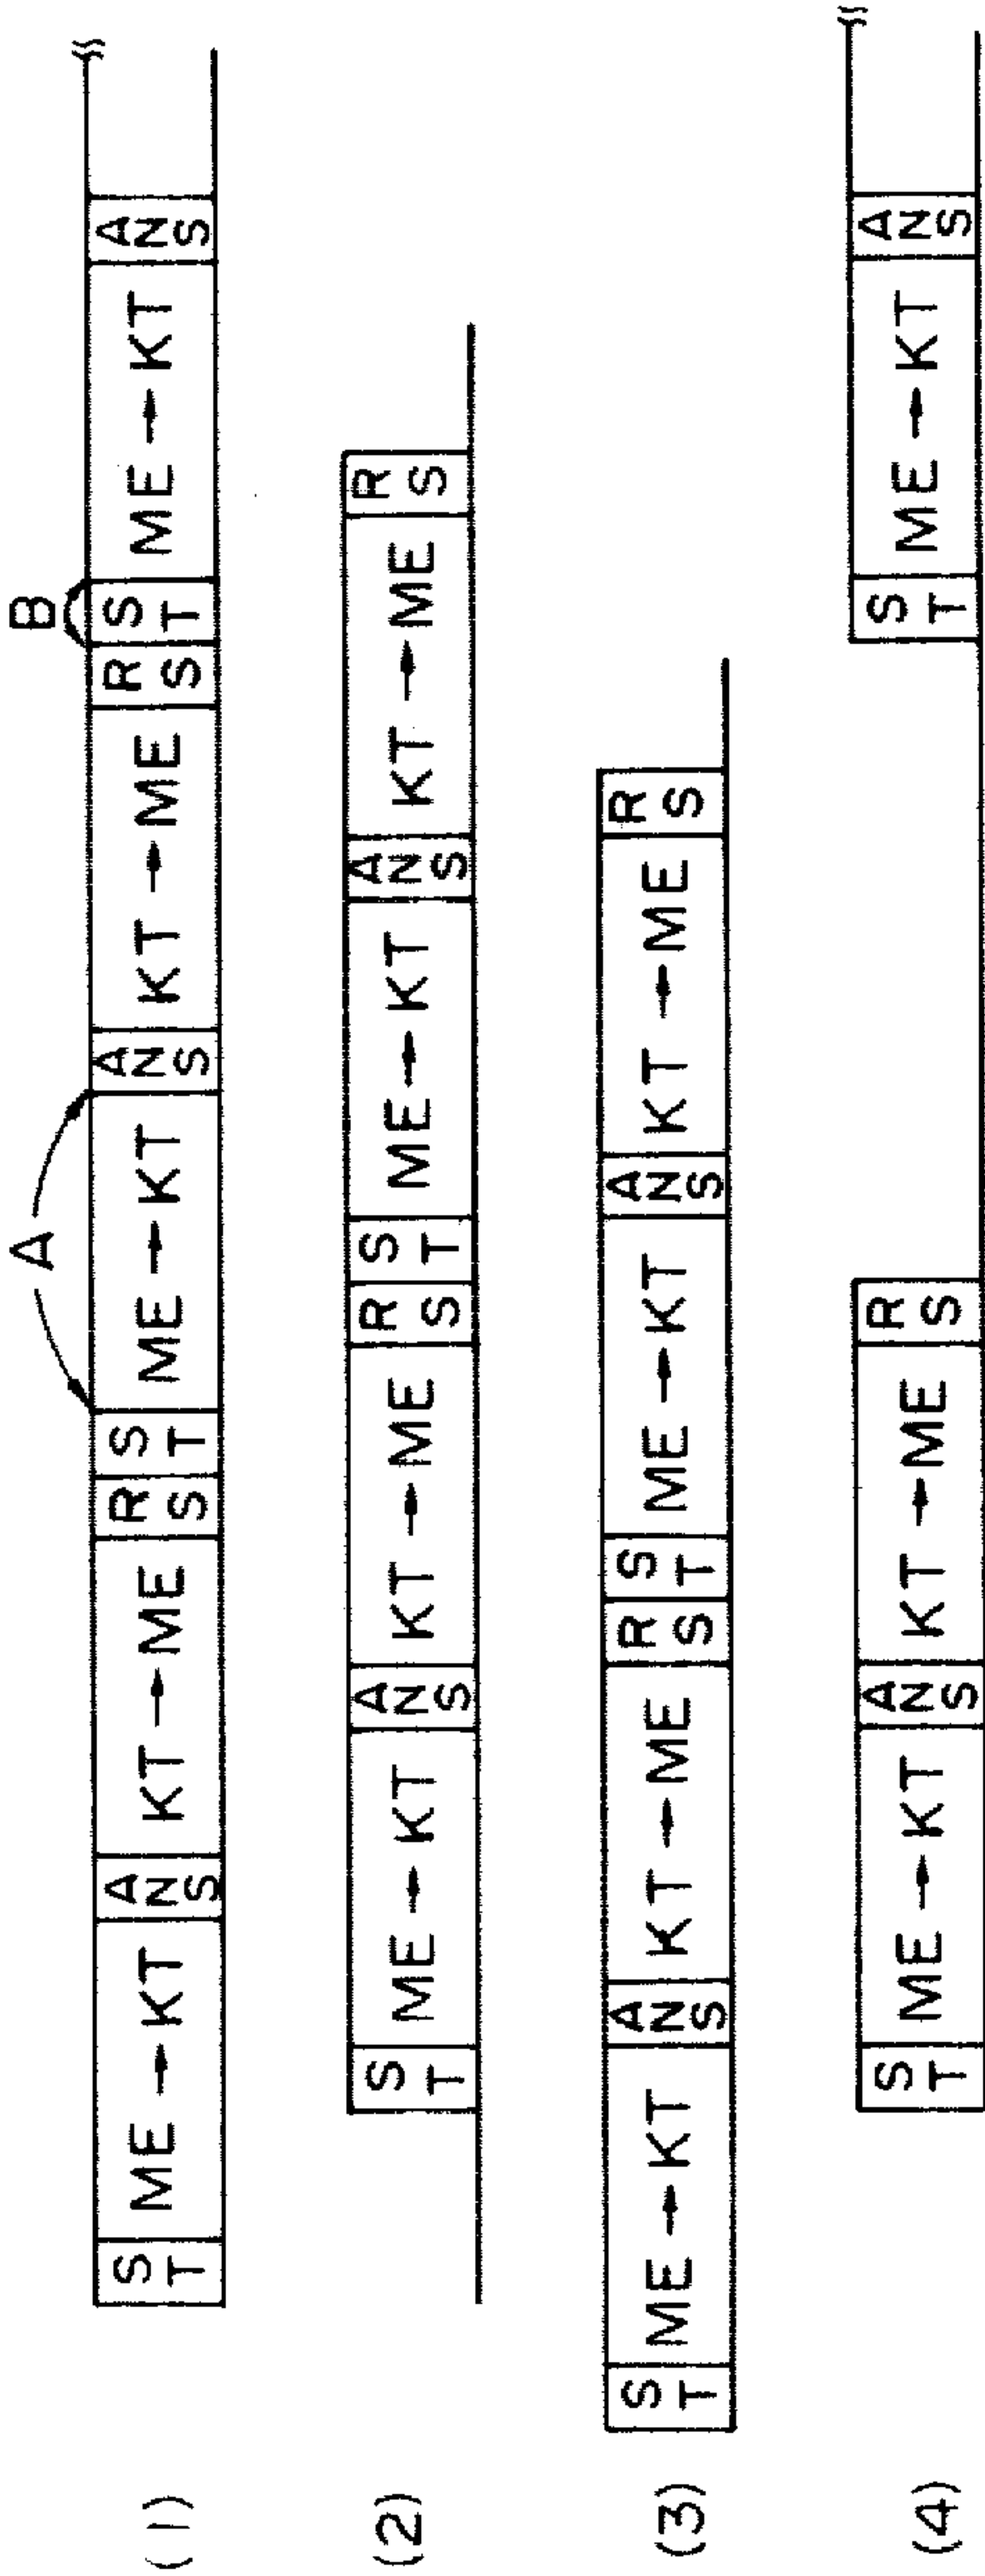 A B
(1) ST ME → KT ANS KT → ME RS ST ME → KT ANS KT → ME RS ST ME → KT ANS
(2) ST ME → KT ANS KT → ME RS ST ME → KT ANS KT → ME RS
(3) ST ME → KT ANS KT → ME RS ST ME → KT ANS KT → ME RS
(4) ST ME → KT ANS KT → ME RS ST ME → KT ANS